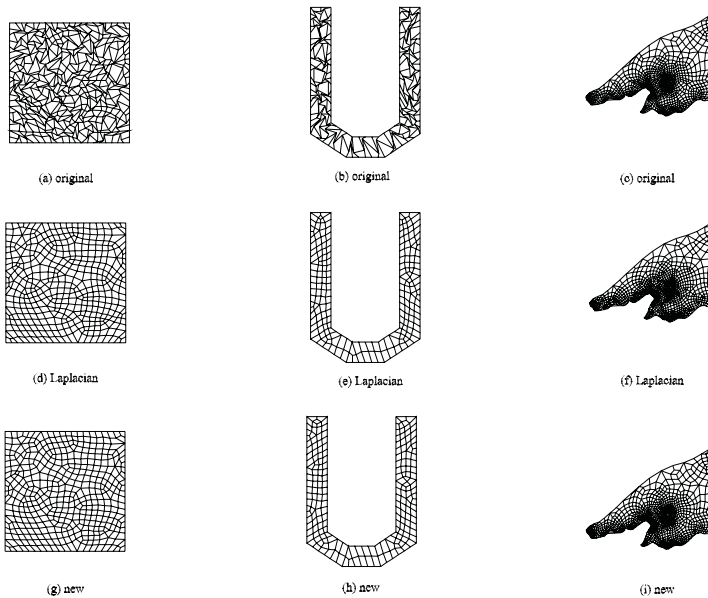 (a) original
(b) original
(c) original
(d) Laplacian
(e) Laplacian
(f) Laplacian
(g) new
(h) new
(i) new